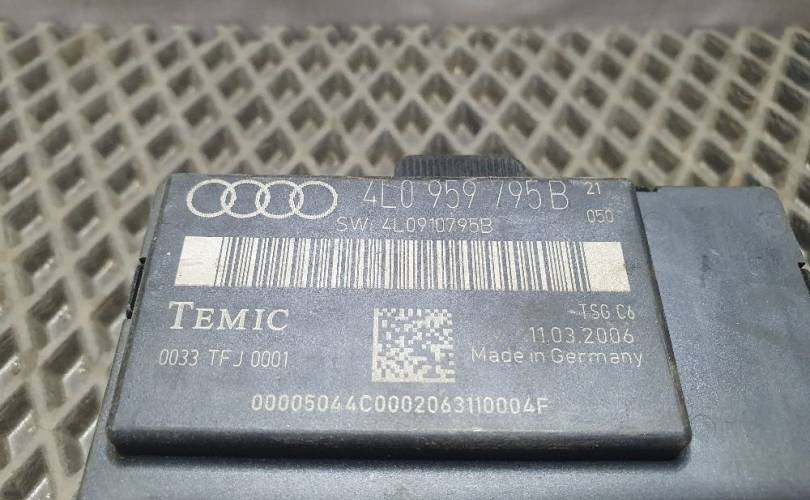 4L0 959 795B 21
050
SW: 4L0910795B
TEMIC
TSG C6
11.03.2006
0033 TFJ 0001
Made in Germany
00005044C0002063110004F